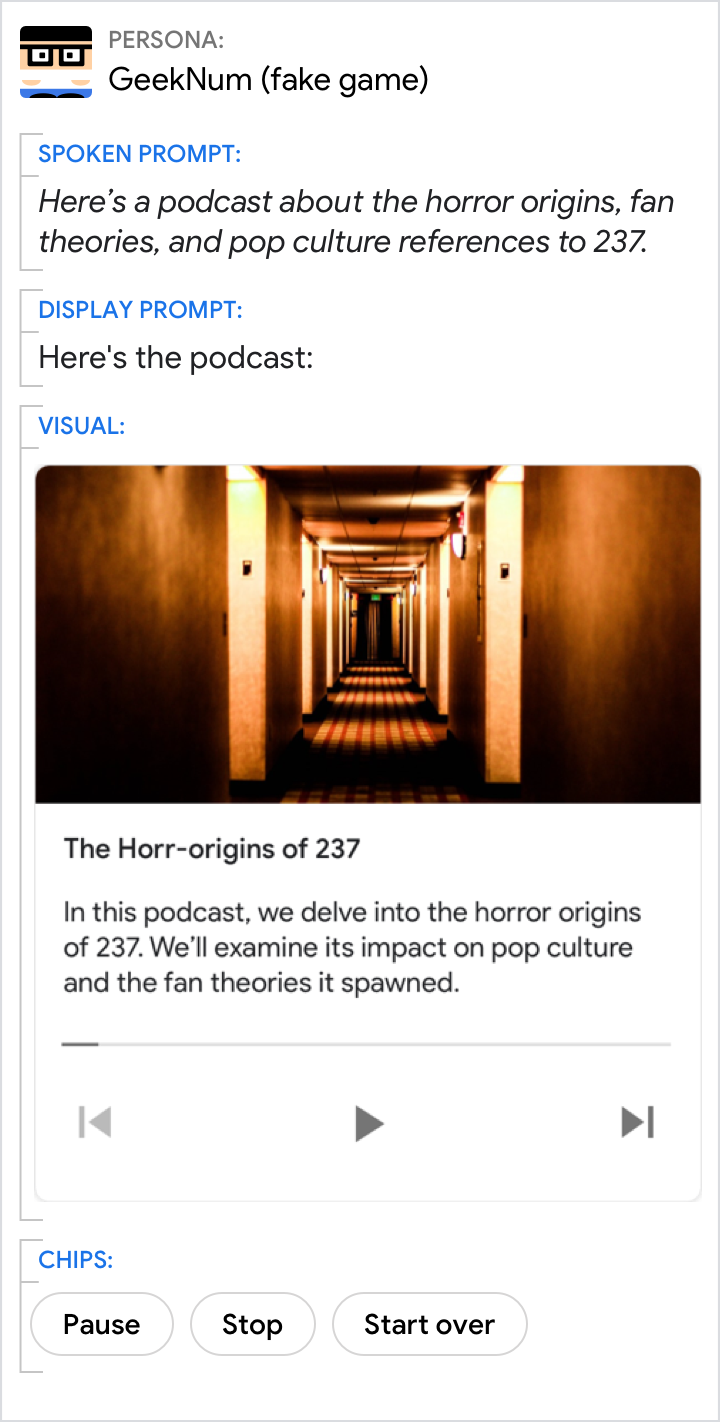 PERSONA:
GeekNum (fake game)
SPOKEN PROMPT:
Here’s a podcast about the horror origins, fan
theories, and pop culture references to 237.
DISPLAY PROMPT:
Here's the podcast:
VISUAL:
The Horr-origins of 237
In this podcast, we delve into the horror origins
of 237. We’ll examine its impact on pop culture
and the fan theories it spawned.
CHIPS:
Pause
Stop
Start over